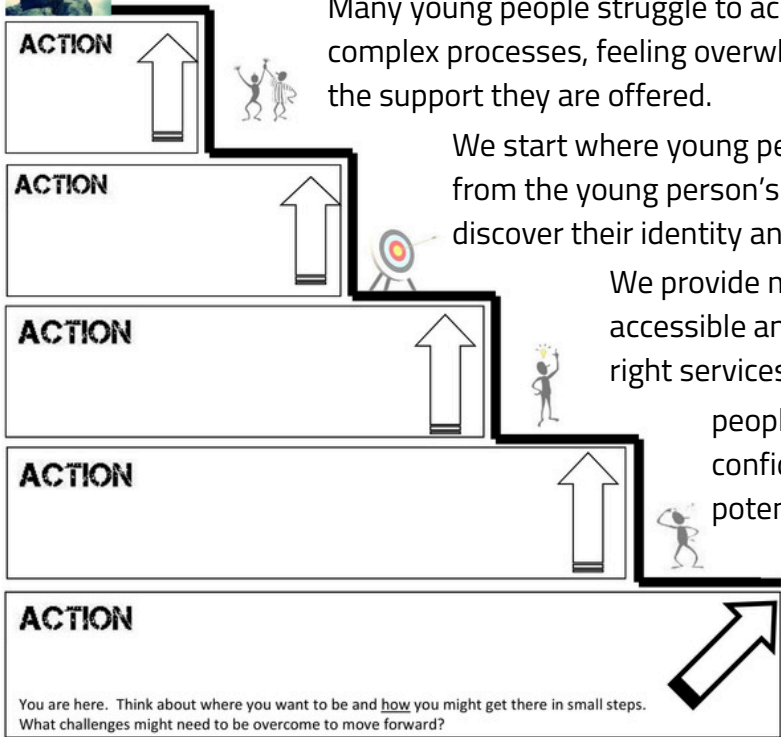 Many young people struggle to ac
complex processes, feeling overwh
the support they are offered.
We start where young pe
from the young person's
discover their identity an
We provide n
accessible an
right services
peopl
confid
poten
ACTION
ACTION
ACTION
ACTION
ACTION
You are here. Think about where you want to be and how you might get there in small steps.
What challenges might need to be overcome to move forward?